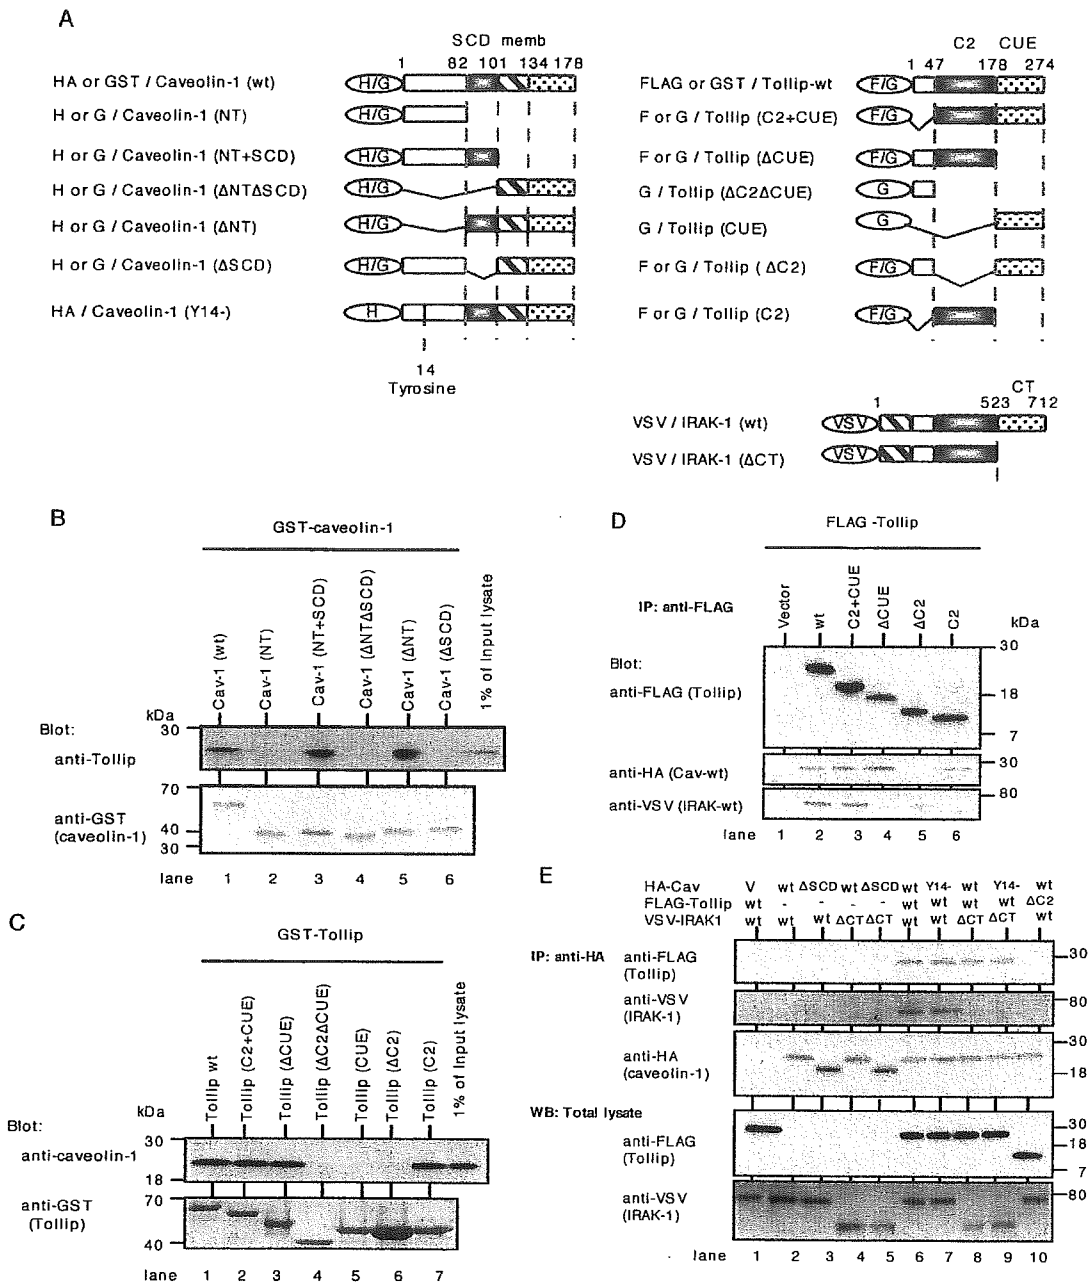 A
SCD memb
1 82 101 134 178
HA or GST / Caveolin-1 (wt) H/G
H or G / Caveolin-1 (NT) H/G
H or G / Caveolin-1 (NT+SCD) H/G
H or G / Caveolin-1 (ΔNTΔSCD) H/G
H or G / Caveolin-1 (ΔNT) H/G
H or G / Caveolin-1 (ΔSCD) H/G
HA / Caveolin-1 (Y14-) H
14
Tyrosine
C2 CUE
1 47 178 274
FLAG or GST / Tollip-wt F/G
F or G / Tollip (C2+CUE) F/G
F or G / Tollip (ΔCUE) F/G
G / Tollip (ΔC2ΔCUE) G
G / Tollip (CUE) G
F or G / Tollip ( ΔC2) F/G
F or G / Tollip (C2) F/G
CT
1 523 712
VSV / IRAK-1 (wt) VSV
VSV / IRAK-1 (ΔCT) VSV
B
GST-caveolin-1
Cav-1 (wt)
Cav-1 (NT)
Cav-1 (NT+SCD)
Cav-1 (ΔNTΔSCD)
Cav-1 (ΔNT)
Cav-1 (ΔSCD)
1% of Input lysate
kDa
Blot:
30
anti-Tollip
70
anti-GST
(caveolin-1)
40
30
lane 1 2 3 4 5 6
C
GST-Tollip
Tollip wt
Tollip (C2+CUE)
Tollip (ΔCUE)
Tollip (ΔC2ΔCUE)
Tollip (CUE)
Tollip (ΔC2)
Tollip (C2)
1% of Input lysate
kDa
Blot:
30
anti-caveolin-1
18
70
anti-GST
(Tollip)
40
lane 1 2 3 4 5 6 7
D
FLAG -Tollip
IP: anti-FLAG
Vector
wt
C2+CUE
ΔCUE
ΔC2
C2
kDa
30
Blot:
anti-FLAG (Tollip)
18
7
anti-HA (Cav-wt)
30
anti-VSV (IRAK-wt)
80
lane 1 2 3 4 5 6
E
HA-Cav V wt ΔSCD wt ΔSCD wt Y14- wt Y14- wt
FLAG-Tollip wt - - - - wt wt wt wt ΔC2
VSV-IRAK1 wt wt wt ΔCT ΔCT wt wt ΔCT ΔCT wt
IP: anti-HA
anti-FLAG
(Tollip)
30
anti-VSV
(IRAK-1)
80
anti-HA
(caveolin-1)
30
18
WB: Total lysate
anti-FLAG
(Tollip)
30
18
7
anti-VSV
(IRAK-1)
80
lane 1 2 3 4 5 6 7 8 9 10